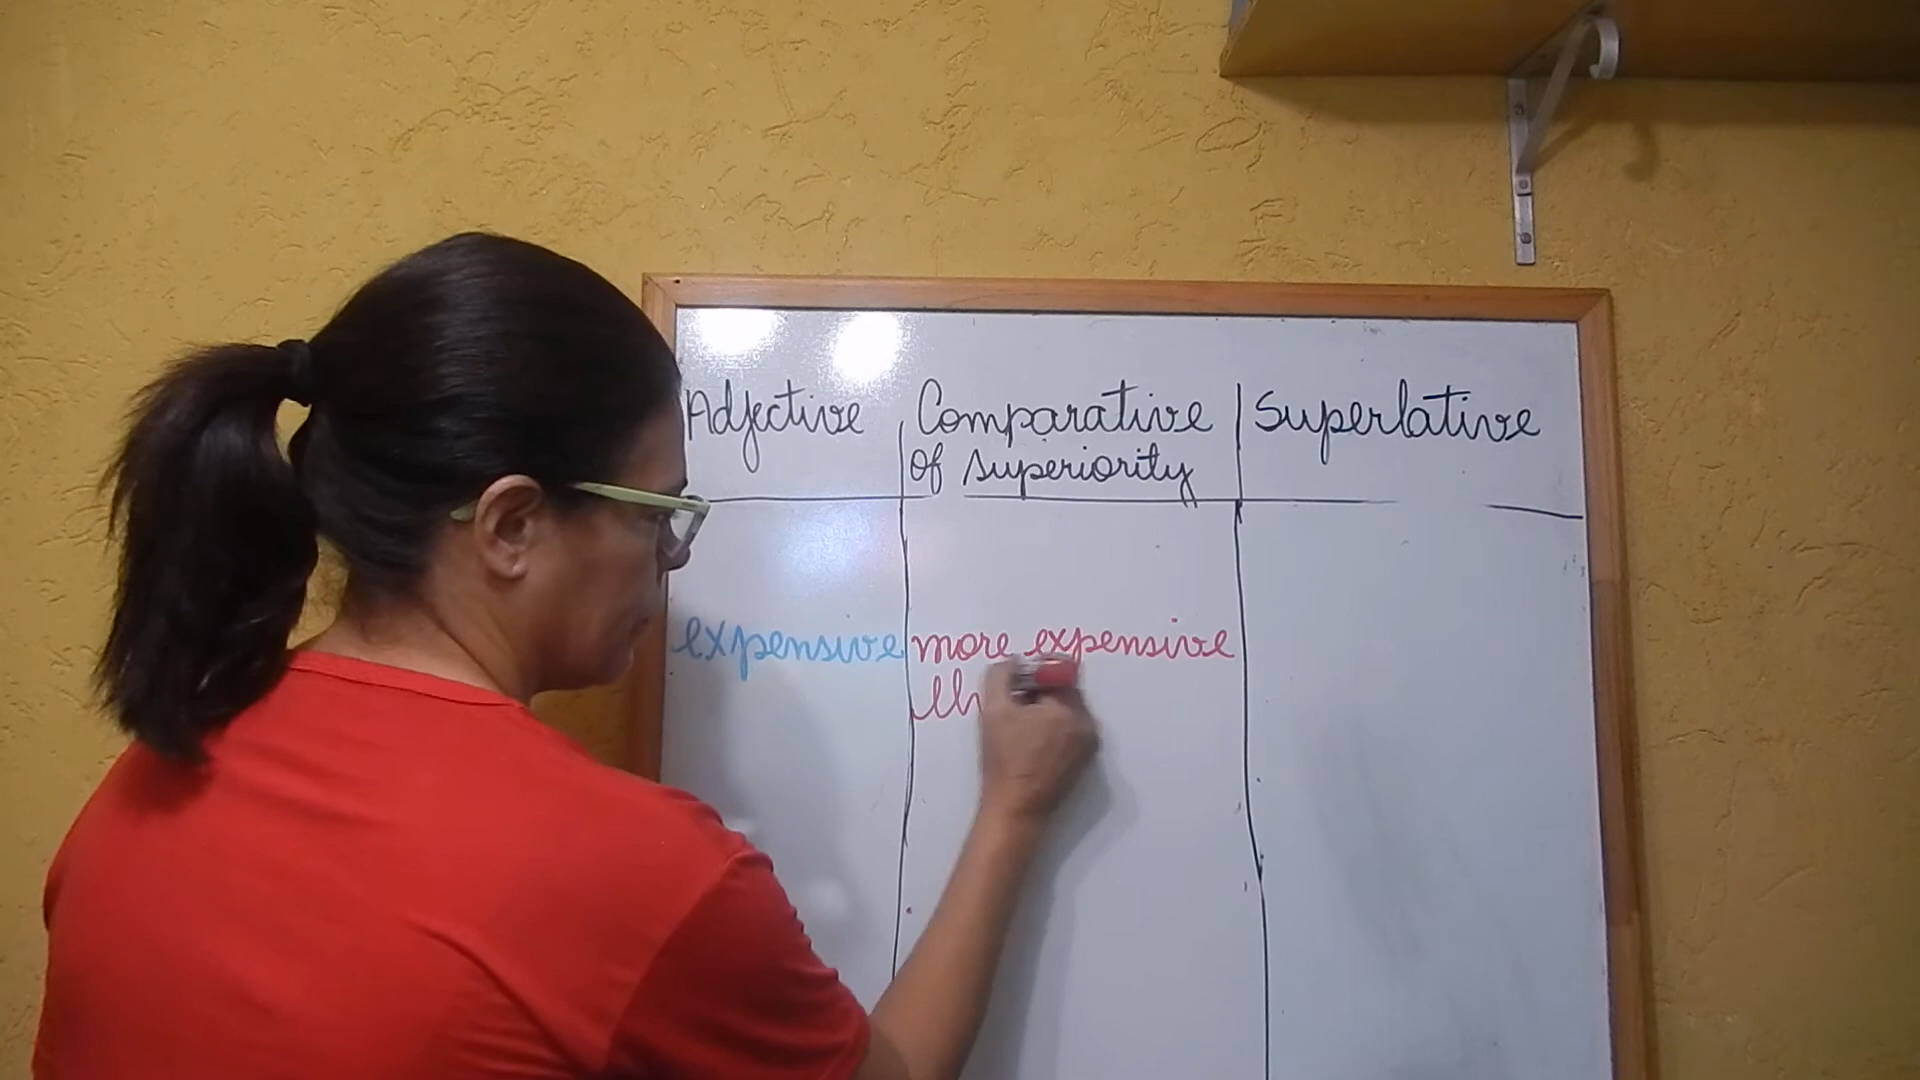 Adjective
Comparative
of superiority
Superlative
expensive
more expensive
th